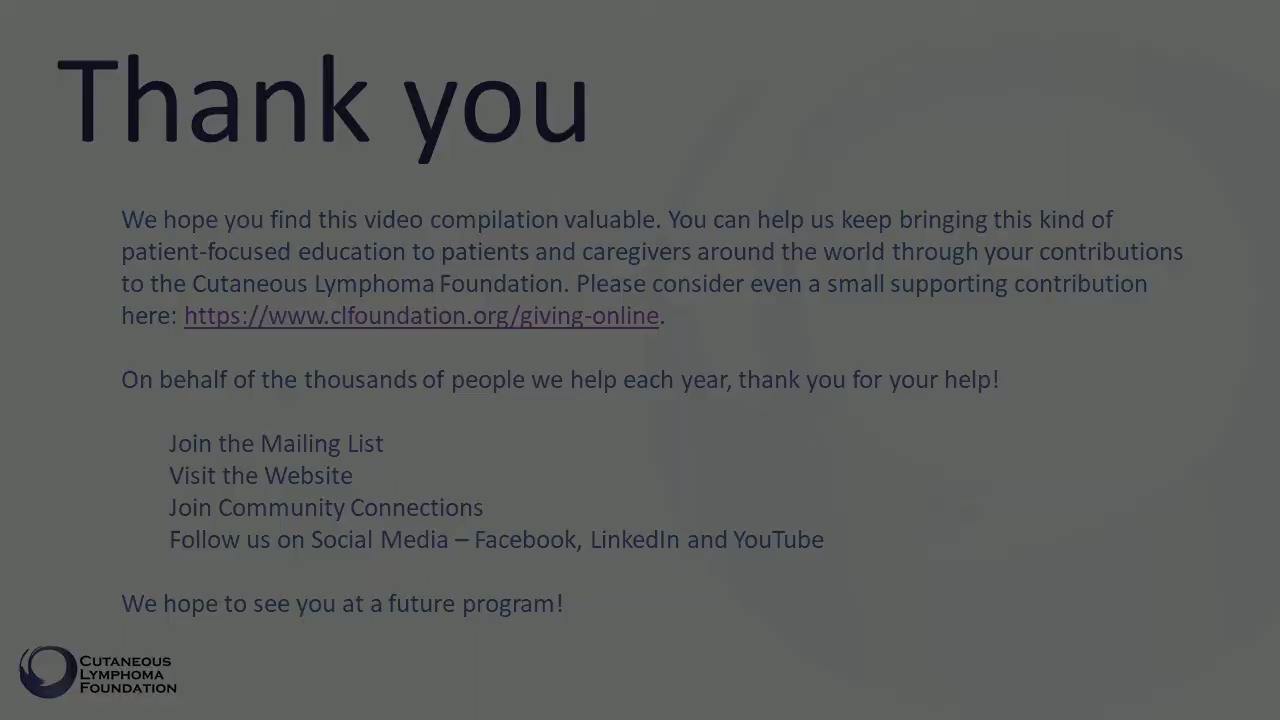 Thank you
We hope you find this video compilation valuable. You can help us keep bringing this kind of
patient-focused education to patients and caregivers around the world through your contributions
to the Cutaneous Lymphoma Foundation. Please consider even a small supporting contribution
here: https://www.clfoundation.org/giving-online.
On behalf of the thousands of people we help each year, thank you for your help!
Join the Mailing List
Visit the Website
Join Community Connections
Follow us on Social Media – Facebook, LinkedIn and YouTube
We hope to see you at a future program!
Cutaneous
Lymphoma
Foundation